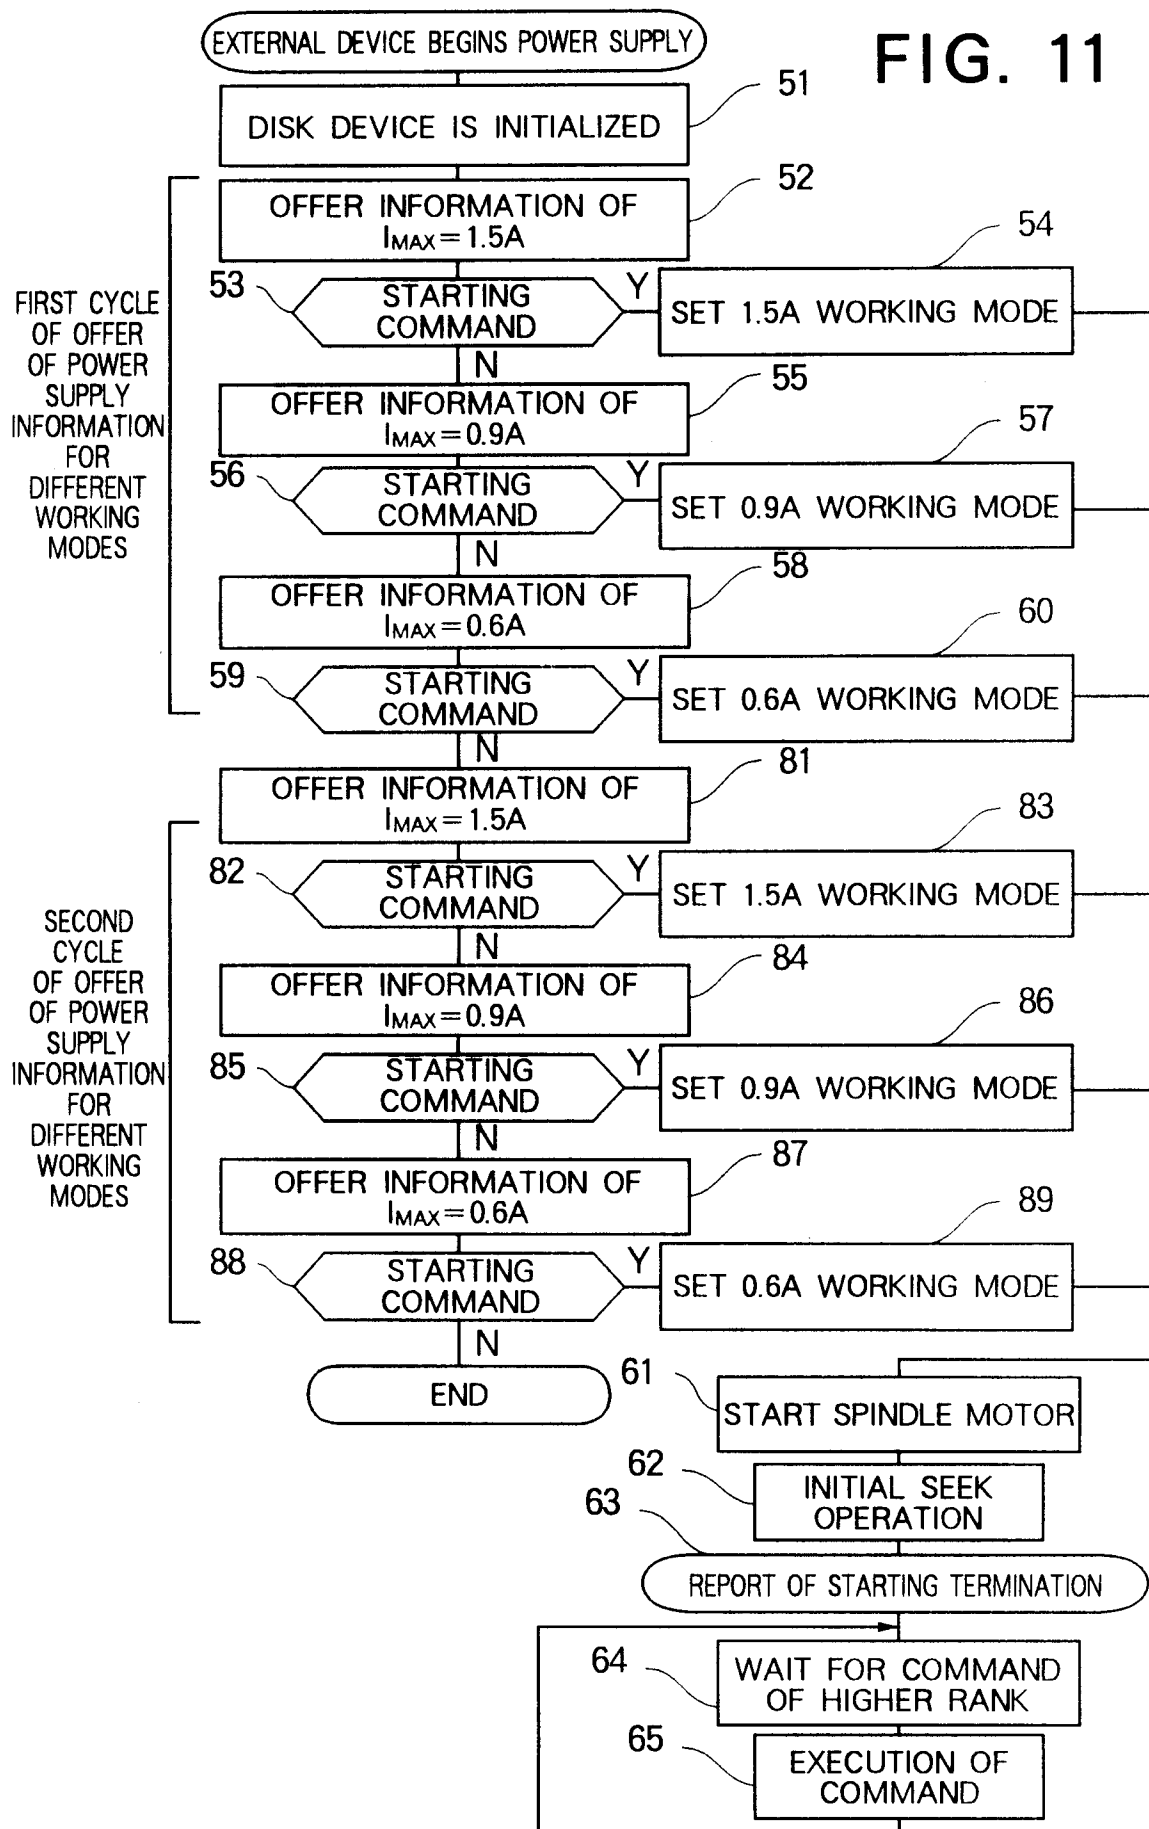 EXTERNAL DEVICE BEGINS POWER SUPPLY
FIG. 11
51
DISK DEVICE IS INITIALIZED
52
OFFER INFORMATION OF
IMAX=1.5A
53
STARTING
COMMAND
Y
N
54
SET 1.5A WORKING MODE
FIRST CYCLE
OF OFFER
OF POWER
SUPPLY
INFORMATION
FOR
DIFFERENT
WORKING
MODES
55
OFFER INFORMATION OF
IMAX=0.9A
56
STARTING
COMMAND
Y
N
57
SET 0.9A WORKING MODE
58
OFFER INFORMATION OF
IMAX=0.6A
59
STARTING
COMMAND
Y
N
60
SET 0.6A WORKING MODE
81
OFFER INFORMATION OF
IMAX=1.5A
82
STARTING
COMMAND
Y
N
83
SET 1.5A WORKING MODE
SECOND
CYCLE
OF OFFER
OF POWER
SUPPLY
INFORMATION
FOR
DIFFERENT
WORKING
MODES
84
OFFER INFORMATION OF
IMAX=0.9A
85
STARTING
COMMAND
Y
N
86
SET 0.9A WORKING MODE
87
OFFER INFORMATION OF
IMAX=0.6A
88
STARTING
COMMAND
Y
N
89
SET 0.6A WORKING MODE
END
61
START SPINDLE MOTOR
62
INITIAL SEEK
OPERATION
63
REPORT OF STARTING TERMINATION
64
WAIT FOR COMMAND
OF HIGHER RANK
65
EXECUTION OF
COMMAND